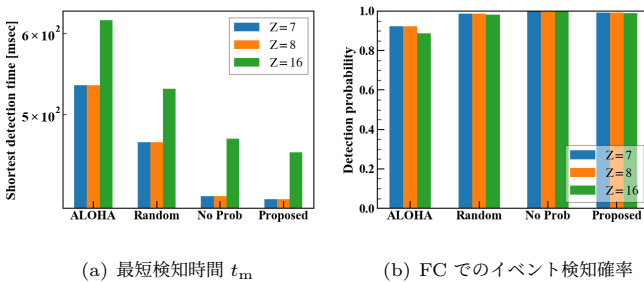 Shortest detection time [msec]
6 × 10²
5 × 10²
Z = 7
Z = 8
Z = 16
ALOHA Random No Prob Proposed
(a) 最短検知時間 tₘ
Detection probability
1.0
0.8
0.6
0.4
0.2
0.0
Z = 7
Z = 8
Z = 16
ALOHA Random No Prob Proposed
(b) FC でのイベント検知確率